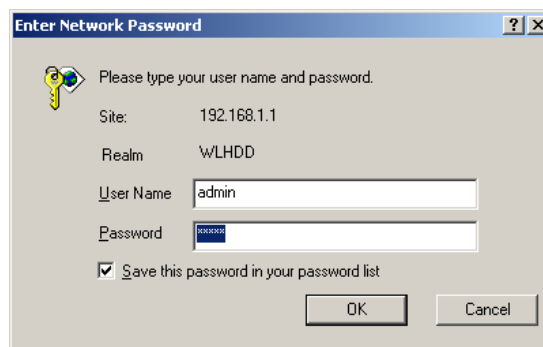 Enter Network Password
Please type your user name and password.
Site: 192.168.1.1
Realm WLHDD
User Name admin
Password *****
Save this password in your password list
OK Cancel